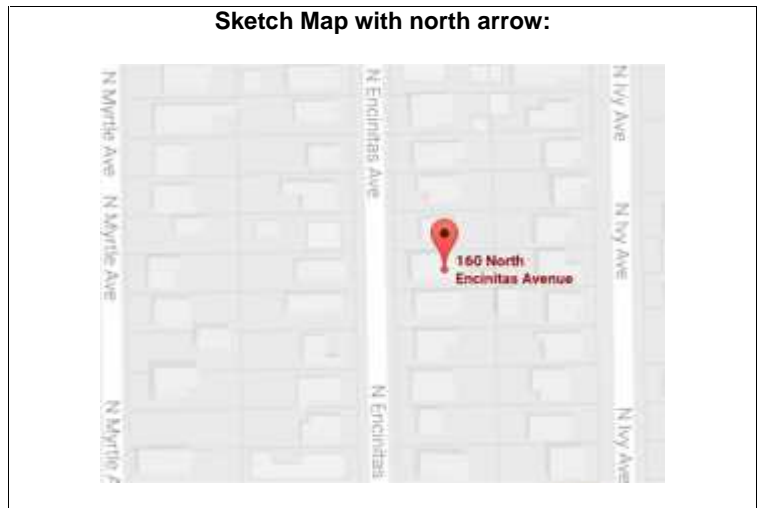 Sketch Map with north arrow:
N Myrtle Ave
N Encinitas Ave
N Ivy Ave
N Myrtle Ave
N Ivy Ave
160 North
Encinitas Avenue
N Myrtle A
N Encinitas
N Ivy Ave